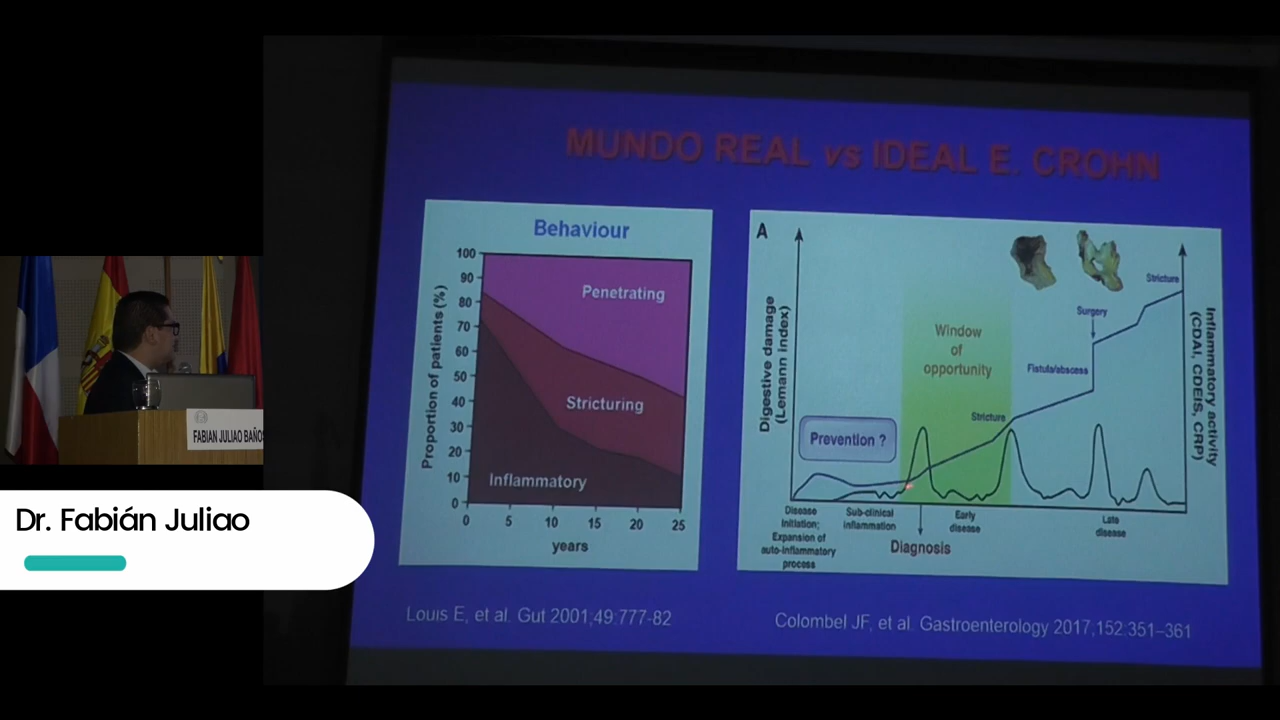 MUNDO REAL vs IDEAL E. CROHN
Behaviour
Proportion of patients (%)
100
90
80
70
60
50
40
30
20
10
0
Penetrating
Stricturing
Inflammatory
0 5 10 15 20 25
years
Louis E, et al. Gut 2001;49:777-82
A
Digestive damage
(Lemann index)
Prevention ?
Window
of
opportunity
Stricture
Fistula/abscess
Surgery
Stricture
Inflammatory activity
(CDAI, CDEIS, CRP)
Disease
Initiation;
Expansion of
auto-inflammatory
process
Sub-clinical
inflammation
Diagnosis
Early
disease
Late
disease
Colombel JF, et al. Gastroenterology 2017;152:351–361
FABIAN JULIAO BAÑOS
Dr. Fabián Juliao